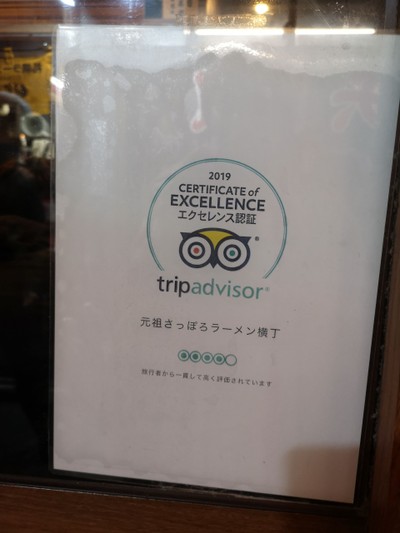 2019
CERTIFICATE of
EXCELLENCE
エクセレンス認証
tripadvisor®
元祖さっぽろラーメン横丁
旅行者から一貫して高く評価されています